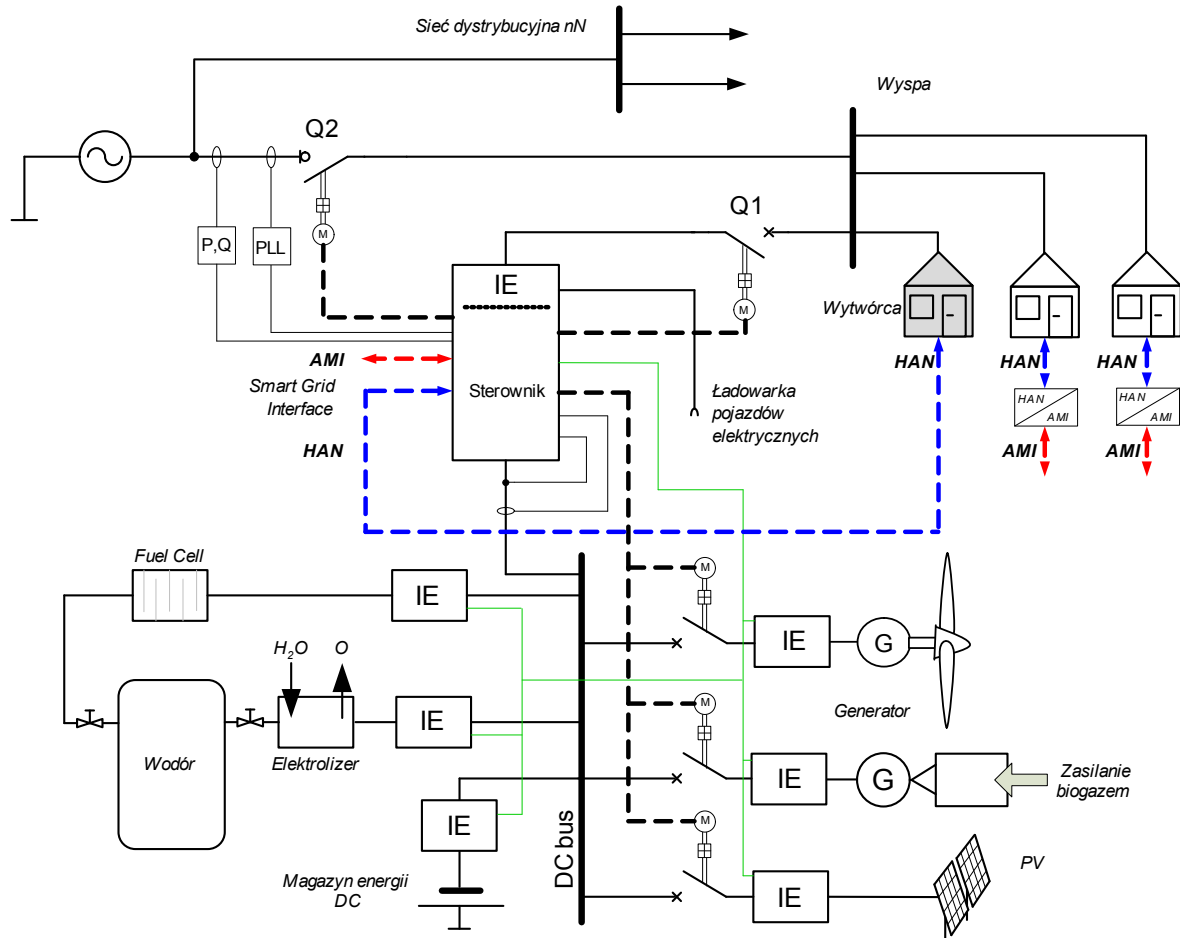 Sieć dystrybucyjna nN
Wyspa
Q2
Q1
P,Q
PLL
M
IE
M
Wytwórca
AMI
Smart Grid
Interface
Sterownik
HAN
HAN
HAN
HAN
Ładowarka
pojazdów
elektrycznych
HAN
AMI
HAN
AMI
AMI
AMI
Fuel Cell
IE
M
IE
G
H2O
O
Generator
Wodór
Elektrolizer
IE
M
IE
G
Zasilanie
biogazem
IE
DC bus
M
IE
PV
Magazyn energii
DC